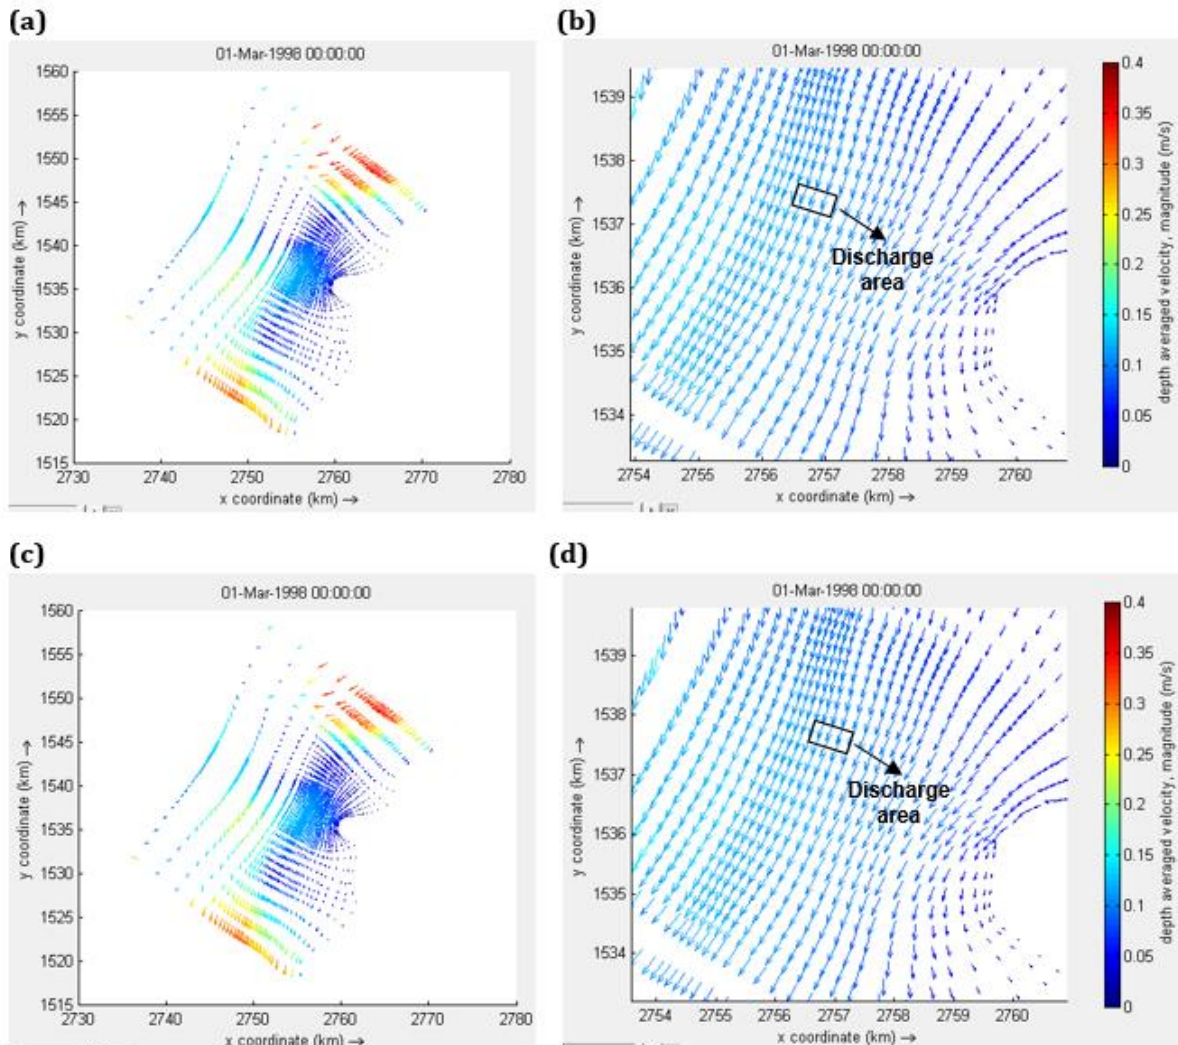 (a)
01-Mar-1998 00:00:00
1560
1555
1550
1545
1540
1535
1530
1525
1520
1515
2730 2740 2750 2760 2770 2780
y coordinate (km) →
x coordinate (km) →
(b)
01-Mar-1998 00:00:00
1539
1538
1537
1536
1535
1534
2754 2755 2756 2757 2758 2759 2760
y coordinate (km) →
x coordinate (km) →
Discharge
area
0.4
0.35
0.3
0.25
0.2
0.15
0.1
0.05
0
depth averaged velocity, magnitude (m/s)
(c)
01-Mar-1998 00:00:00
1560
1555
1550
1545
1540
1535
1530
1525
1520
1515
2730 2740 2750 2760 2770 2780
y coordinate (km) →
x coordinate (km) →
(d)
01-Mar-1998 00:00:00
1539
1538
1537
1536
1535
1534
2754 2755 2756 2757 2758 2759 2760
y coordinate (km) →
x coordinate (km) →
Discharge
area
0.4
0.35
0.3
0.25
0.2
0.15
0.1
0.05
0
depth averaged velocity, magnitude (m/s)